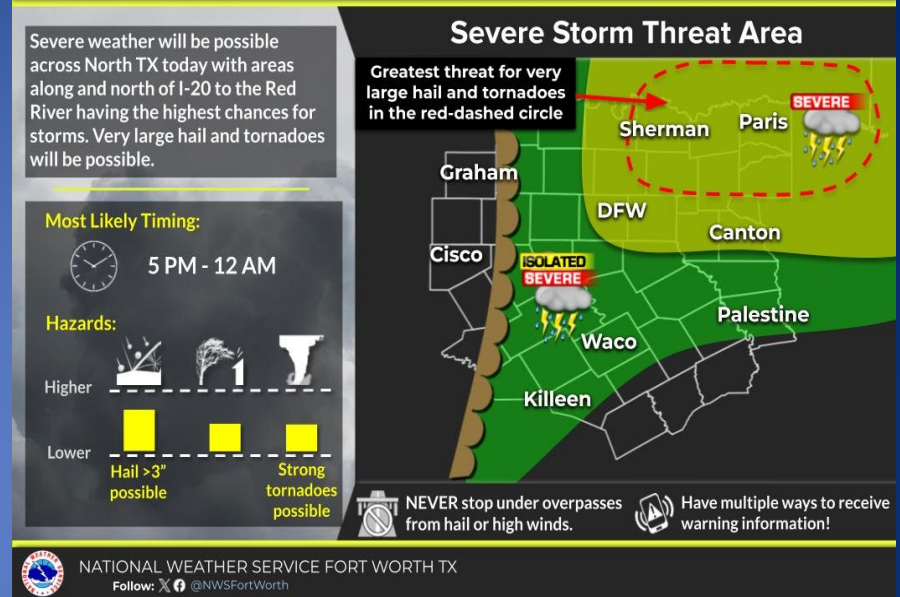 Severe weather will be possible
across North TX today with areas
along and north of I-20 to the Red
River having the highest chances for
storms. Very large hail and tornadoes
will be possible.
Most Likely Timing:
5 PM - 12 AM
Hazards:
Higher
Lower
Hail >3”
possible
Strong
tornadoes
possible
Severe Storm Threat Area
Greatest threat for very
large hail and tornadoes
in the red-dashed circle
SEVERE
Sherman
Paris
Graham
DFW
Canton
Cisco
ISOLATED
SEVERE
Palestine
Waco
Killeen
NEVER stop under overpasses
from hail or high winds.
Have multiple ways to receive
warning information!
NATIONAL WEATHER SERVICE
NATIONAL WEATHER SERVICE FORT WORTH TX
Follow: @NWSFortWorth